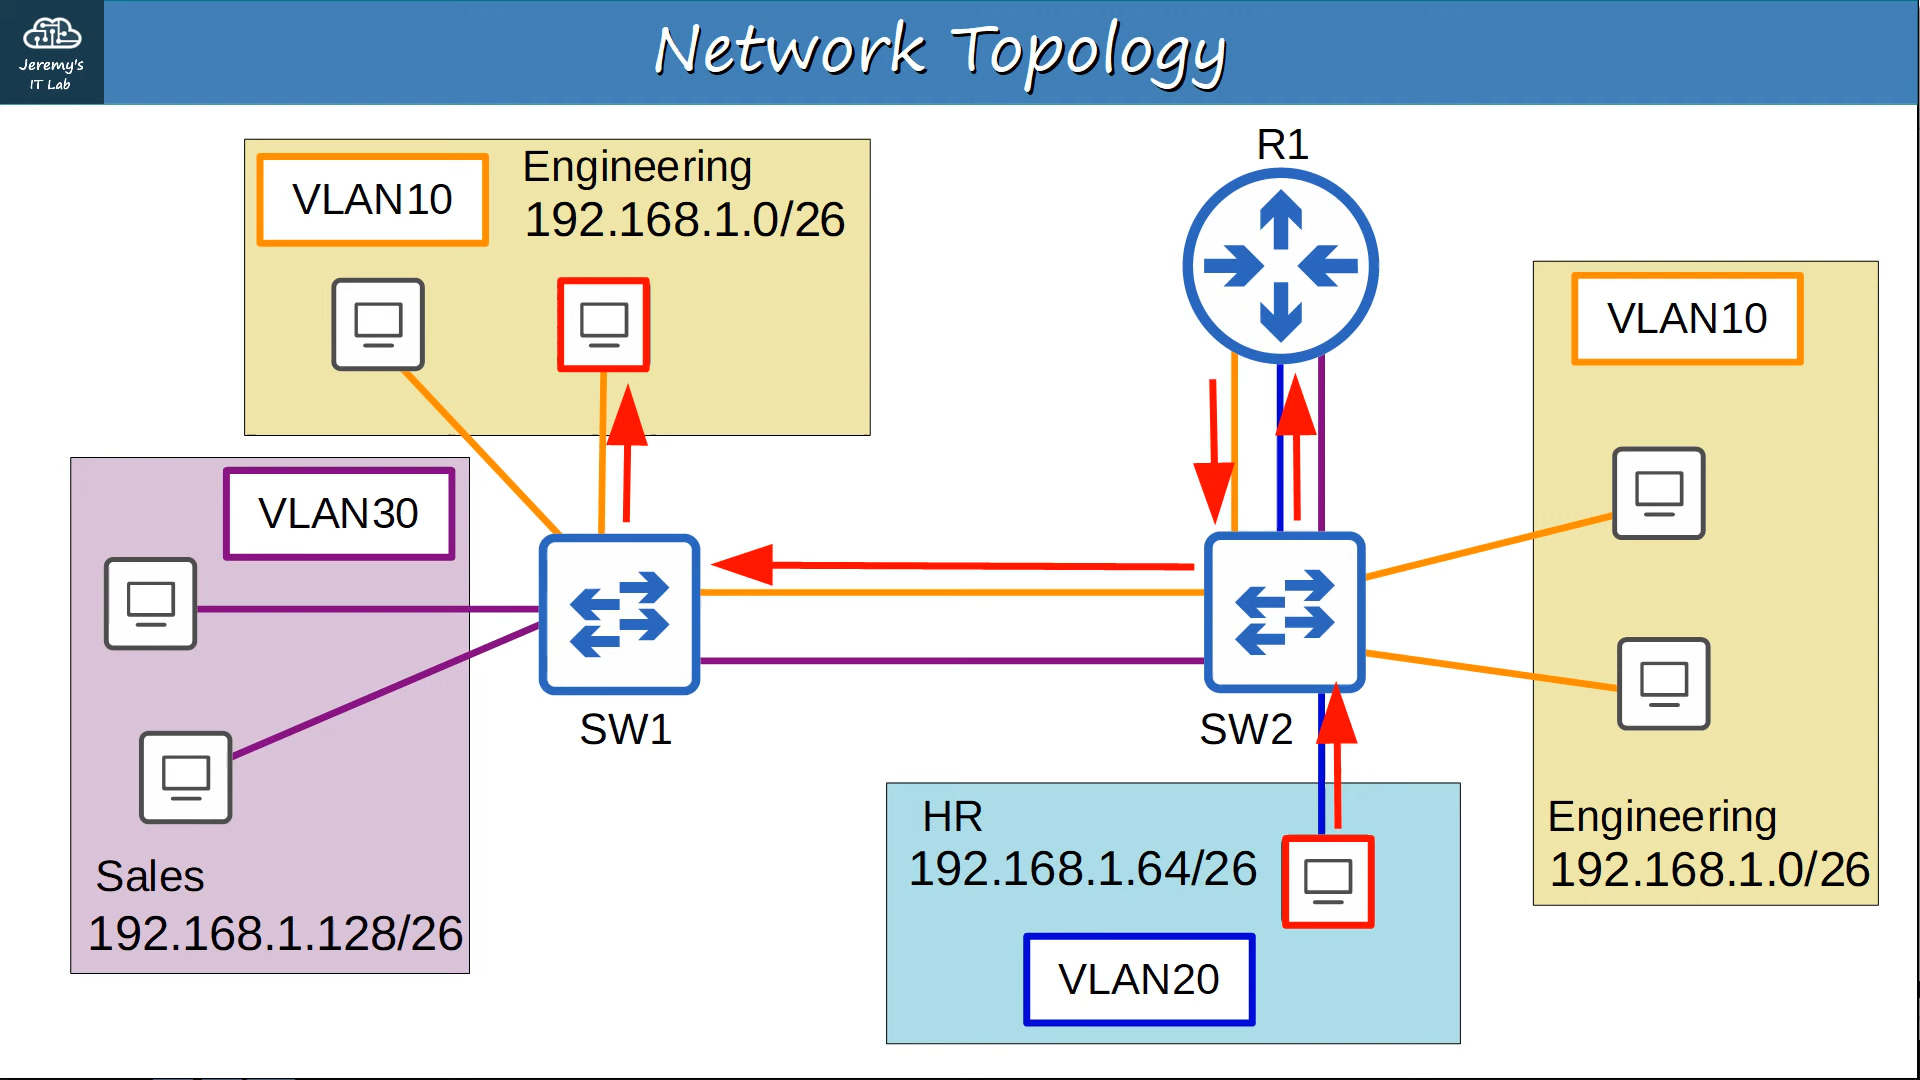 Jeremy's
IT Lab
Network Topology
VLAN10
Engineering
192.168.1.0/26
R1
VLAN10
VLAN30
SW1
SW2
Sales
192.168.1.128/26
HR
192.168.1.64/26
VLAN20
Engineering
192.168.1.0/26